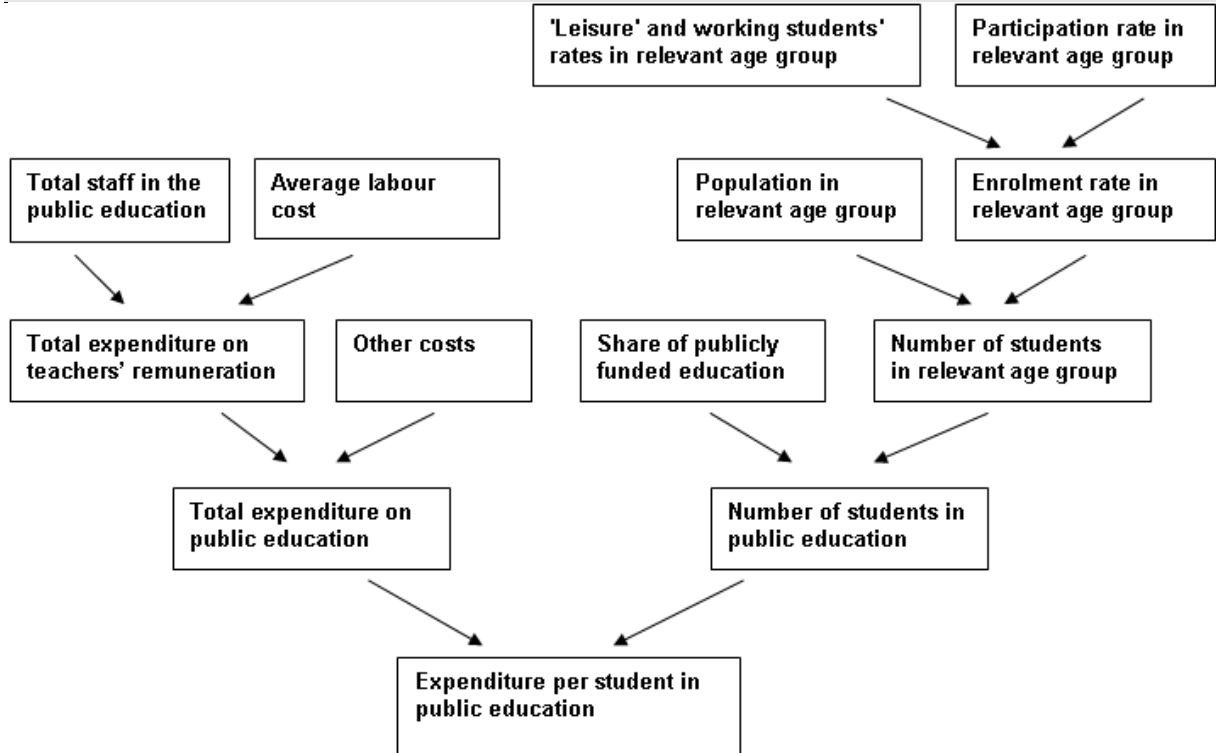 'Leisure' and working students'
rates in relevant age group
Participation rate in
relevant age group
Total staff in the
public education
Average labour
cost
Population in
relevant age group
Enrolment rate in
relevant age group
Total expenditure on
teachers’ remuneration
Other costs
Share of publicly
funded education
Number of students
in relevant age group
Total expenditure on
public education
Number of students in
public education
Expenditure per student in
public education